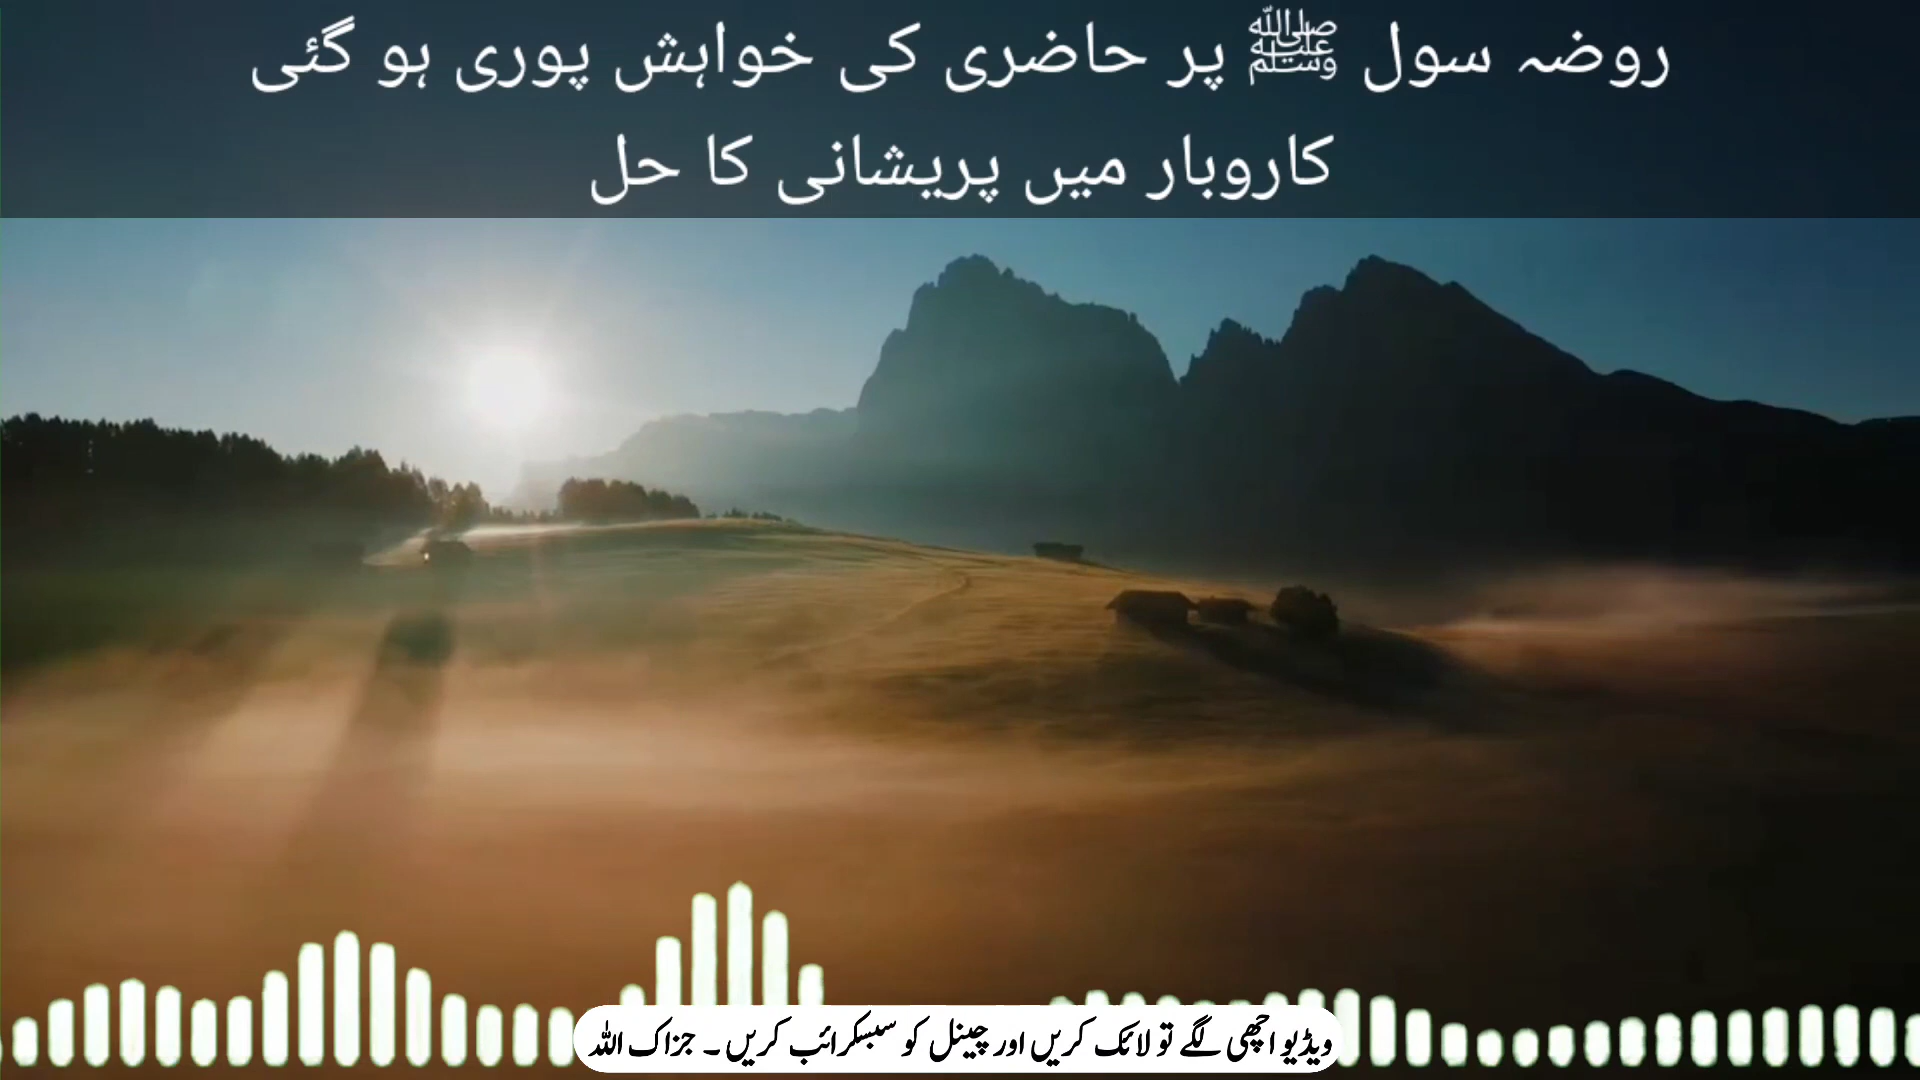 روضہ سول ﷺ پر حاضری کی خواہش پوری ہو گئی
کاروبار میں پریشانی کا حل
ویڈیو اچھی لگے تو لائک کریں اور چینل کو سبسکرائب کریں ۔ جزاک اللہ